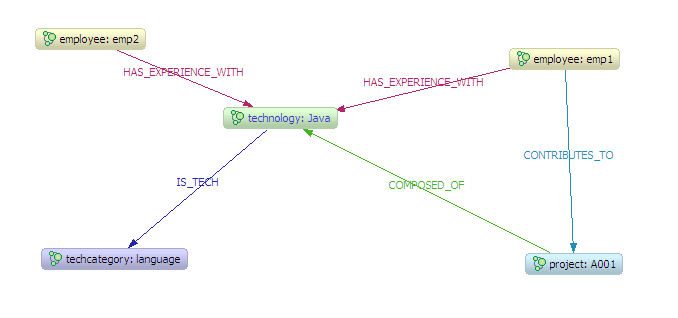 employee: emp2
employee: emp1
HAS_EXPERIENCE_WITH
HAS_EXPERIENCE_WITH
technology: Java
CONTRIBUTES_TO
IS_TECH
COMPOSED_OF
techcategory: language
project: A001